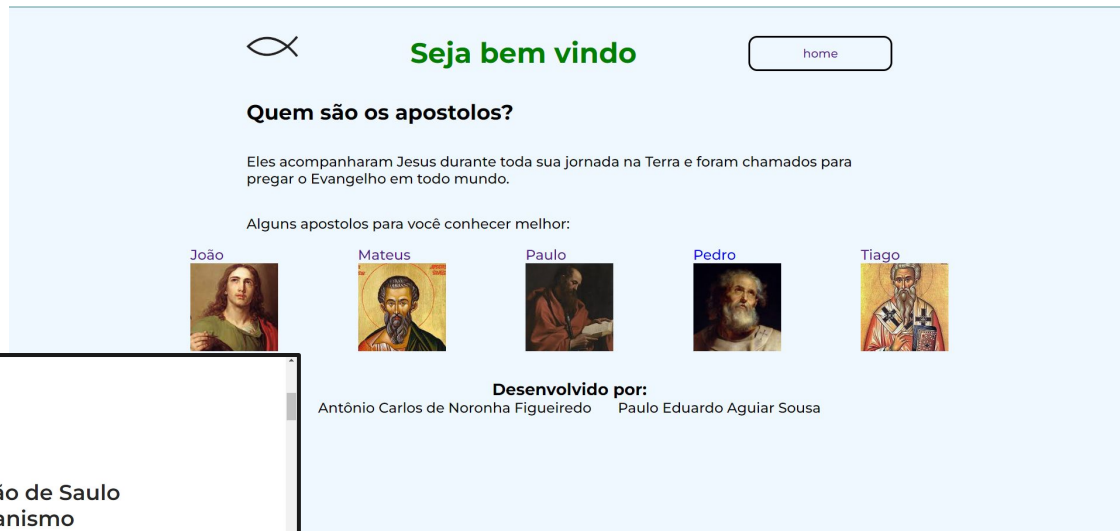 Seja bem vindo
home
Quem são os apostolos?
Eles acompanharam Jesus durante toda sua jornada na Terra e foram chamados para
pregar o Evangelho em todo mundo.
Alguns apostolos para você conhecer melhor:
João
Mateus
Paulo
Pedro
Tiago
Desenvolvido por:
Antônio Carlos de Noronha Figueiredo
Paulo Eduardo Aguiar Sousa
de Saulo